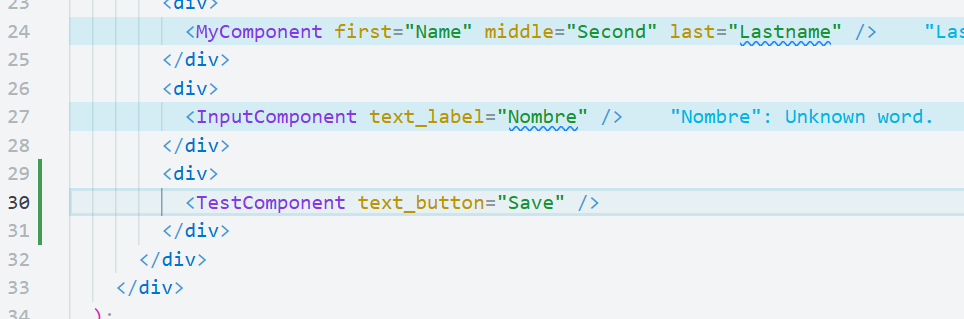 23 <div>
24 <MyComponent first="Name" middle="Second" last="Lastname" /> "Las
25 </div>
26 <div>
27 <InputComponent text_label="Nombre" /> "Nombre": Unknown word.
28 </div>
29 <div>
30 <TestComponent text_button="Save" />
31 </div>
32 </div>
33 </div>
34 );